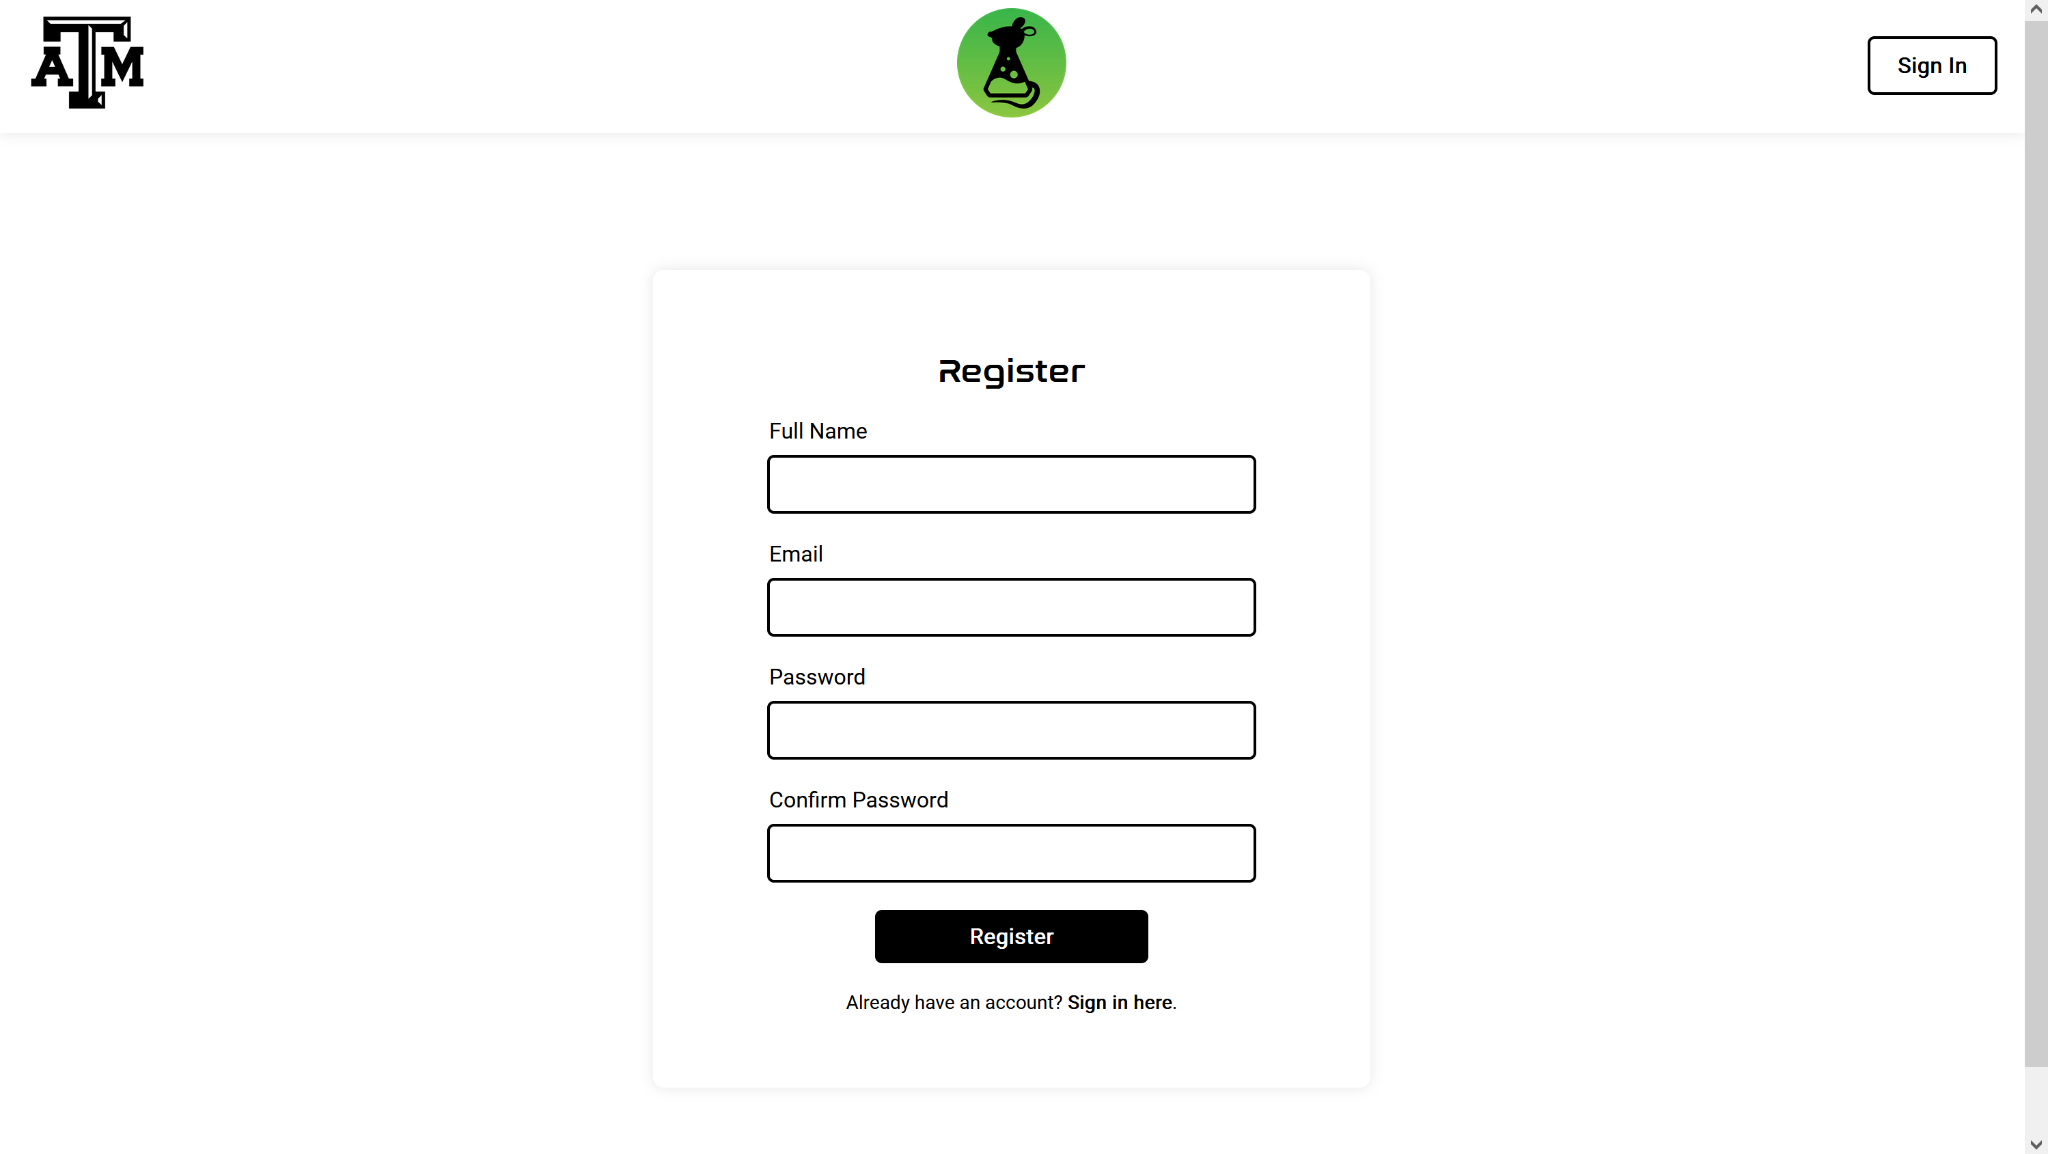 ATM
Sign In
Register
Full Name
Email
Password
Confirm Password
Register
Already have an account? Sign in here.